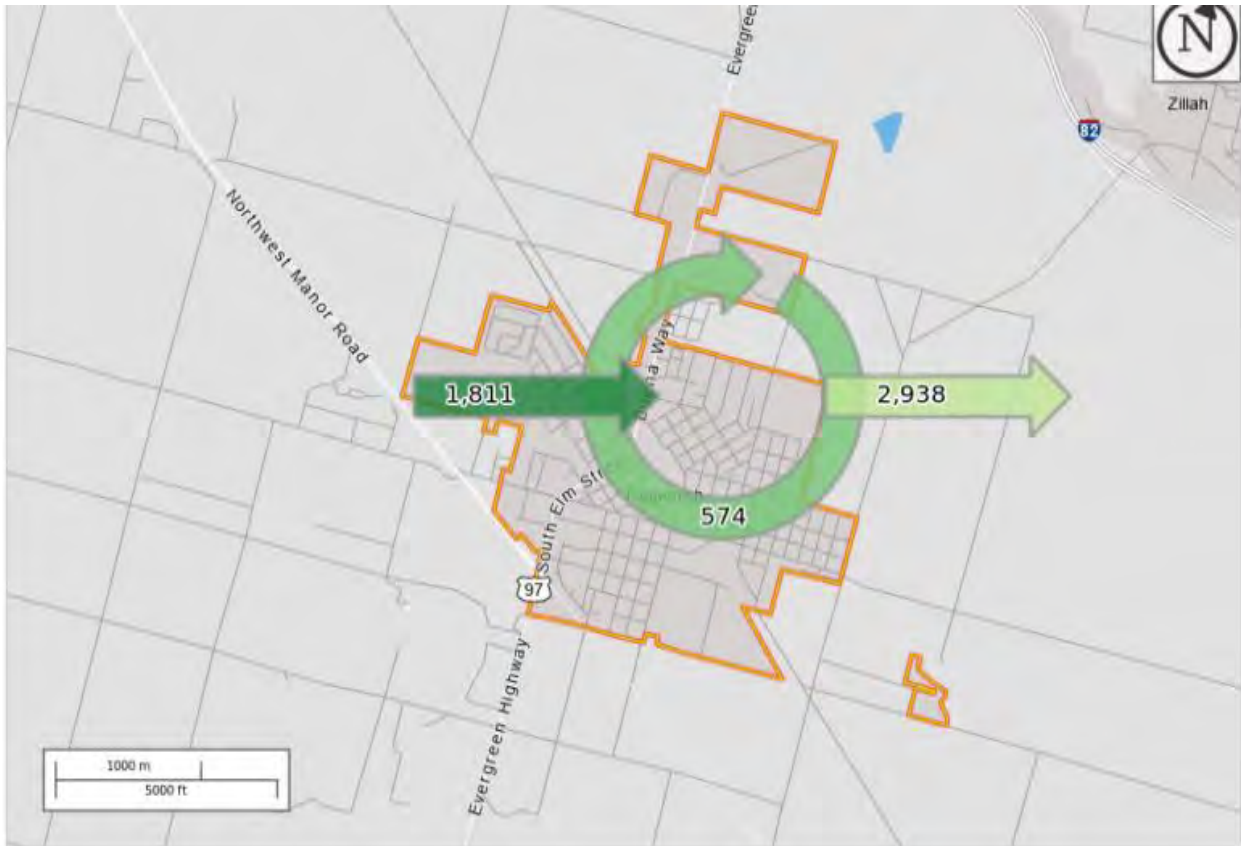 Evergreen
N
Zillah
82
Northwest Manor Road
Way
1,811
2,938
South Elm
574
97
Evergreen Highway
1000 m
5000 ft